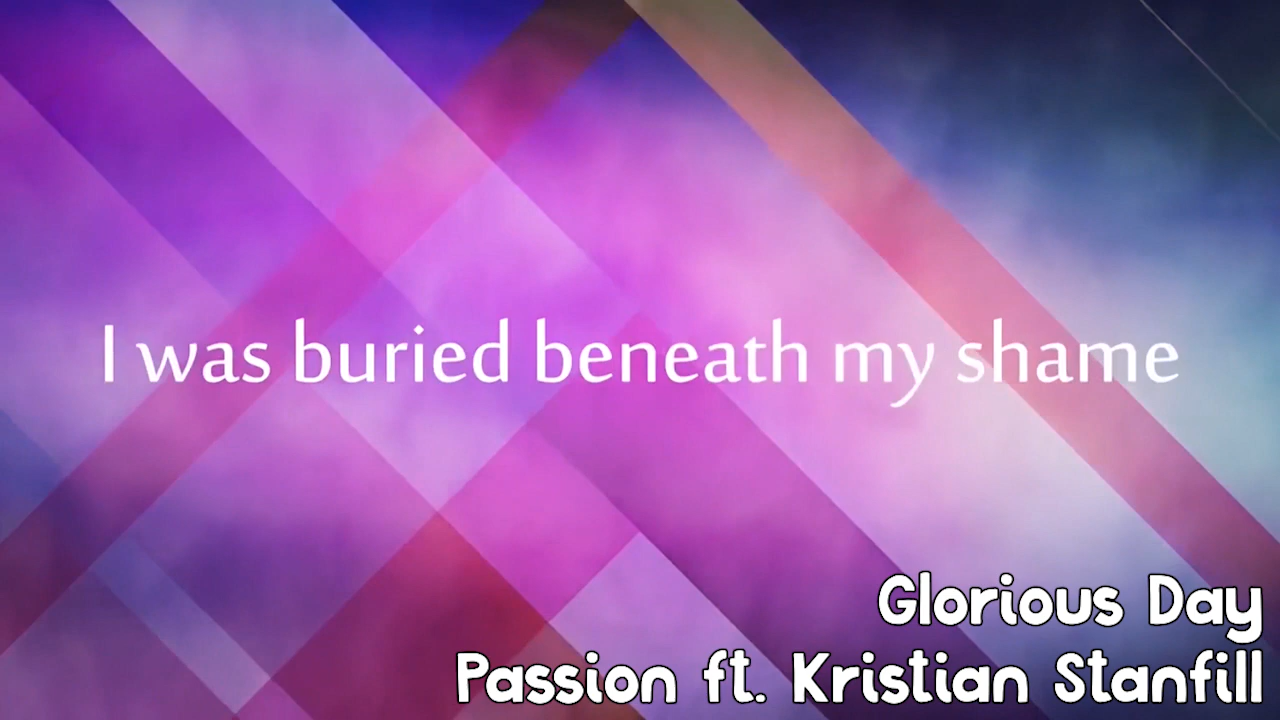 I was buried beneath my shame
Glorious Day
Passion ft. Kristian Stanfill